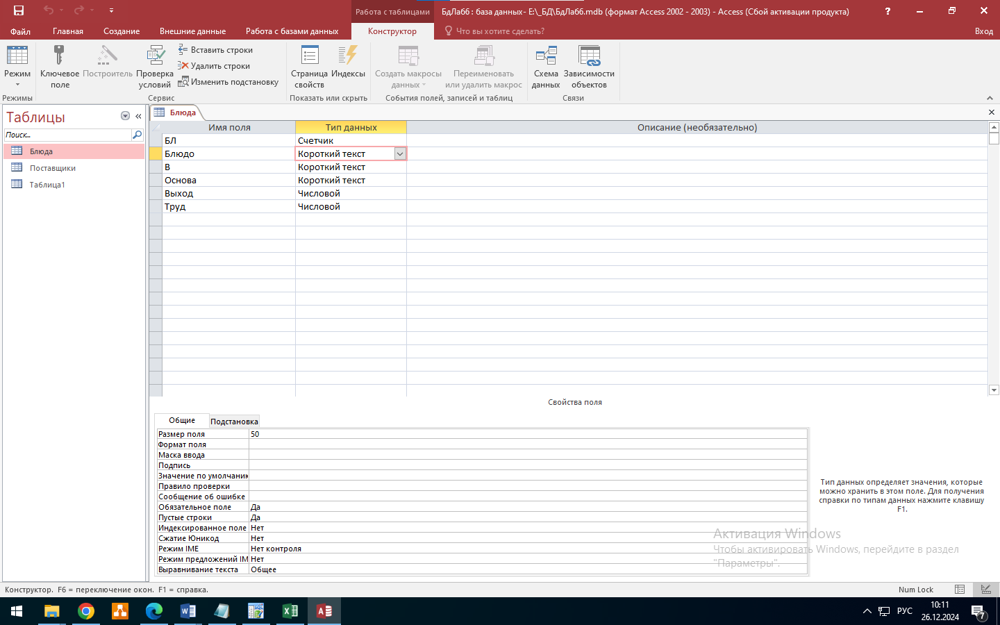 Работа с таблицами
БдЛаб6 : база данных- E:\_БД\БдЛаб6.mdb (формат Access 2002 - 2003) - Access (Сбой активации продукта)
?
Файл
Главная
Создание
Внешние данные
Работа с базами данных
Конструктор
Что вы хотите сделать?
Вход
Режим
Ключевое поле
Построитель
Проверка условий
Вставить строки
Удалить строки
Изменить подстановку
Страница свойств
Индексы
Создать макросы данных
Переименовать или удалить макрос
Схема данных
Зависимости объектов
Режимы
Сервис
Показать или скрыть
События полей, записей и таблиц
Связи
Таблицы
«
Поиск...
Блюда
Поставщики
Таблица1
Блюда
Имя поля
Тип данных
Описание (необязательно)
БЛ
Счетчик
Блюдо
Короткий текст
В
Короткий текст
Основа
Короткий текст
Выход
Числовой
Труд
Числовой
Свойства поля
Общие
Подстановка
Размер поля
50
Формат поля
Маска ввода
Подпись
Значение по умолчани
Правило проверки
Сообщение об ошибке
Обязательное поле
Да
Пустые строки
Да
Индексированное поле
Нет
Сжатие Юникод
Нет
Режим IME
Нет контроля
Режим предложений IM
Нет
Выравнивание текста
Общее
Тип данных определяет значения, которые
можно хранить в этом поле. Для получения
справки по типам данных нажмите клавишу
F1.
Активация Windows
Чтобы активировать Windows, перейдите в раздел
"Параметры".
Конструктор.  F6 = переключение окон.  F1 = справка.
Num Lock
РУС
10:11
26.12.2024
7